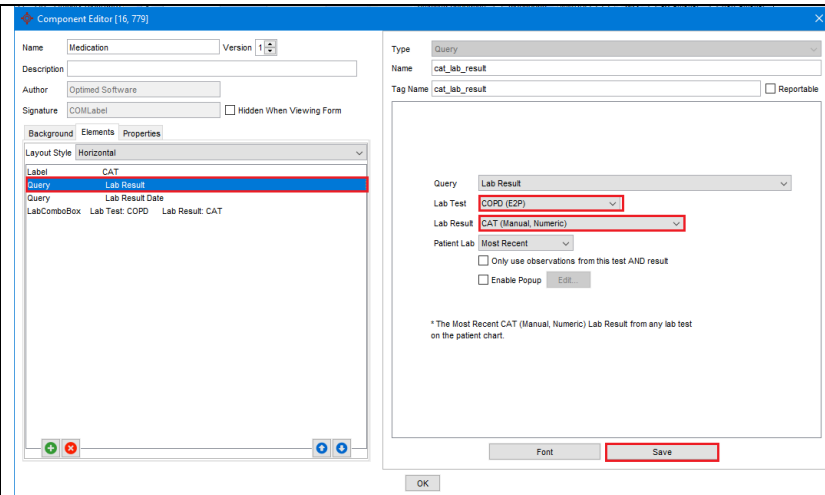 Component Editor [16, 779]
Name Medication Version 1
Description
Author Optimed Software
Signature COMLabel Hidden When Viewing Form
Background Elements Properties
Layout Style Horizontal
Label CAT
Query Lab Result
Query Lab Result Date
LabComboBox Lab Test: COPD Lab Result: CAT
Type Query
Name cat_lab_result
Tag Name cat_lab_result Reportable
Query Lab Result
Lab Test COPD (E2P)
Lab Result CAT (Manual, Numeric)
Patient Lab Most Recent
Only use observations from this test AND result
Enable Popup Edit...
* The Most Recent CAT (Manual, Numeric) Lab Result from any lab test
on the patient chart.
Font Save
OK